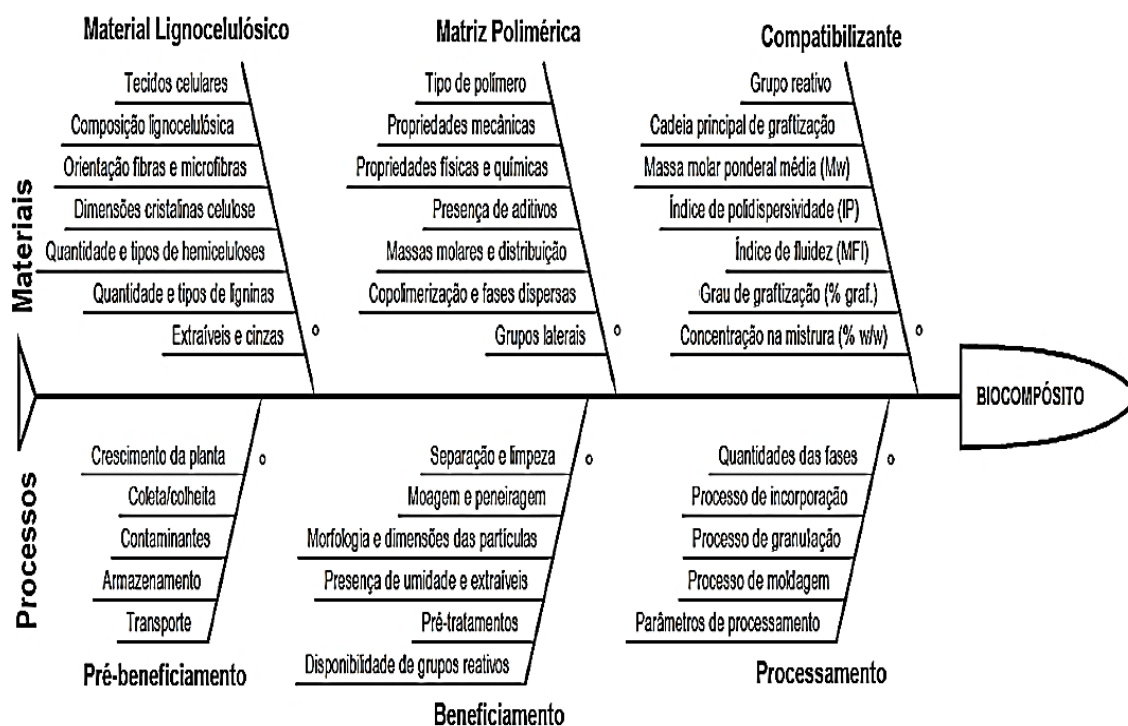 Material Lignocelulósico
Tecidos celulares
Composição lignocelulósica
Orientação fibras e microfibras
Dimensões cristalinas celulose
Quantidade e tipos de hemiceluloses
Quantidade e tipos de ligninas
Extraíveis e cinzas
Matriz Polimérica
Tipo de polímero
Propriedades mecânicas
Propriedades físicas e químicas
Presença de aditivos
Massas molares e distribuição
Copolimerização e fases dispersas
Grupos laterais
Compatibilizante
Grupo reativo
Cadeia principal de graftização
Massa molar ponderal média (Mw)
Índice de polidispersividade (IP)
Índice de fluidez (MFI)
Grau de graftização (% graf.)
Concentração na mistrura (% w/w)
Materiais
BIOCOMPÓSITO
Processos
Crescimento da planta
Coleta/colheita
Contaminantes
Armazenamento
Transporte
Pré-beneficiamento
Separação e limpeza
Moagem e peneiragem
Morfologia e dimensões das partículas
Presença de umidade e extraíveis
Pré-tratamentos
Disponibilidade de grupos reativos
Beneficiamento
Quantidades das fases
Processo de incorporação
Processo de granulação
Processo de moldagem
Parâmetros de processamento
Processamento